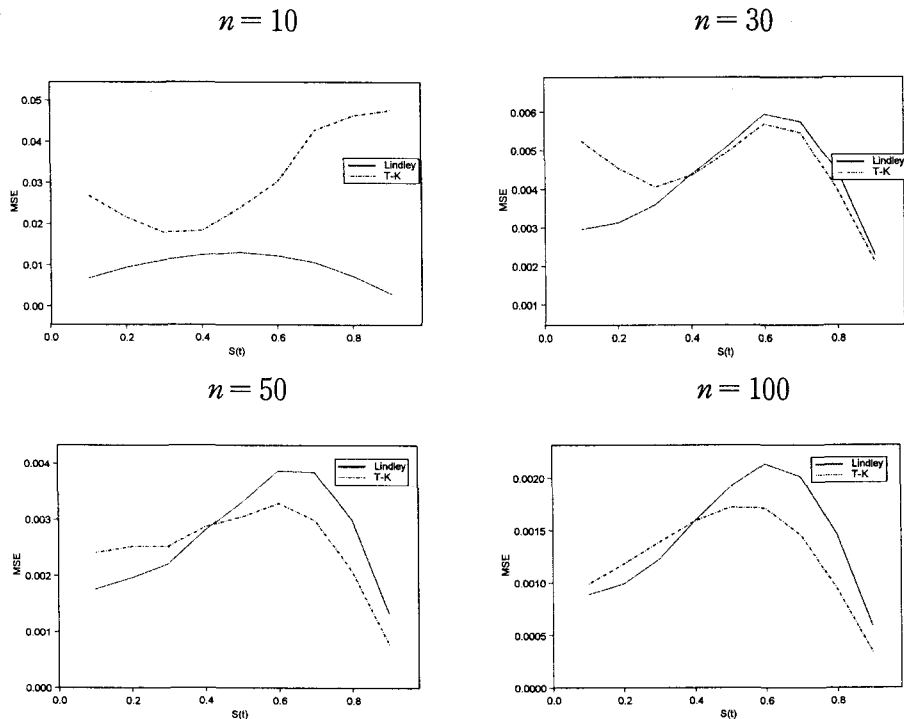 n = 10
0.05
0.04
0.03
0.02
0.01
0.00
MSE
Lindley
T-K
0.0
0.2
0.4
0.6
0.8
S(t)
n = 30
0.006
0.005
0.004
0.003
0.002
0.001
MSE
Lindley
T-K
0.0
0.2
0.4
0.6
0.8
S(t)
n = 50
0.004
0.003
0.002
0.001
0.000
MSE
Lindley
T-K
0.0
0.2
0.4
0.6
0.8
S(t)
n = 100
0.0020
0.0015
0.0010
0.0005
0.0000
MSE
Lindley
T-K
0.0
0.2
0.4
0.6
0.8
S(t)